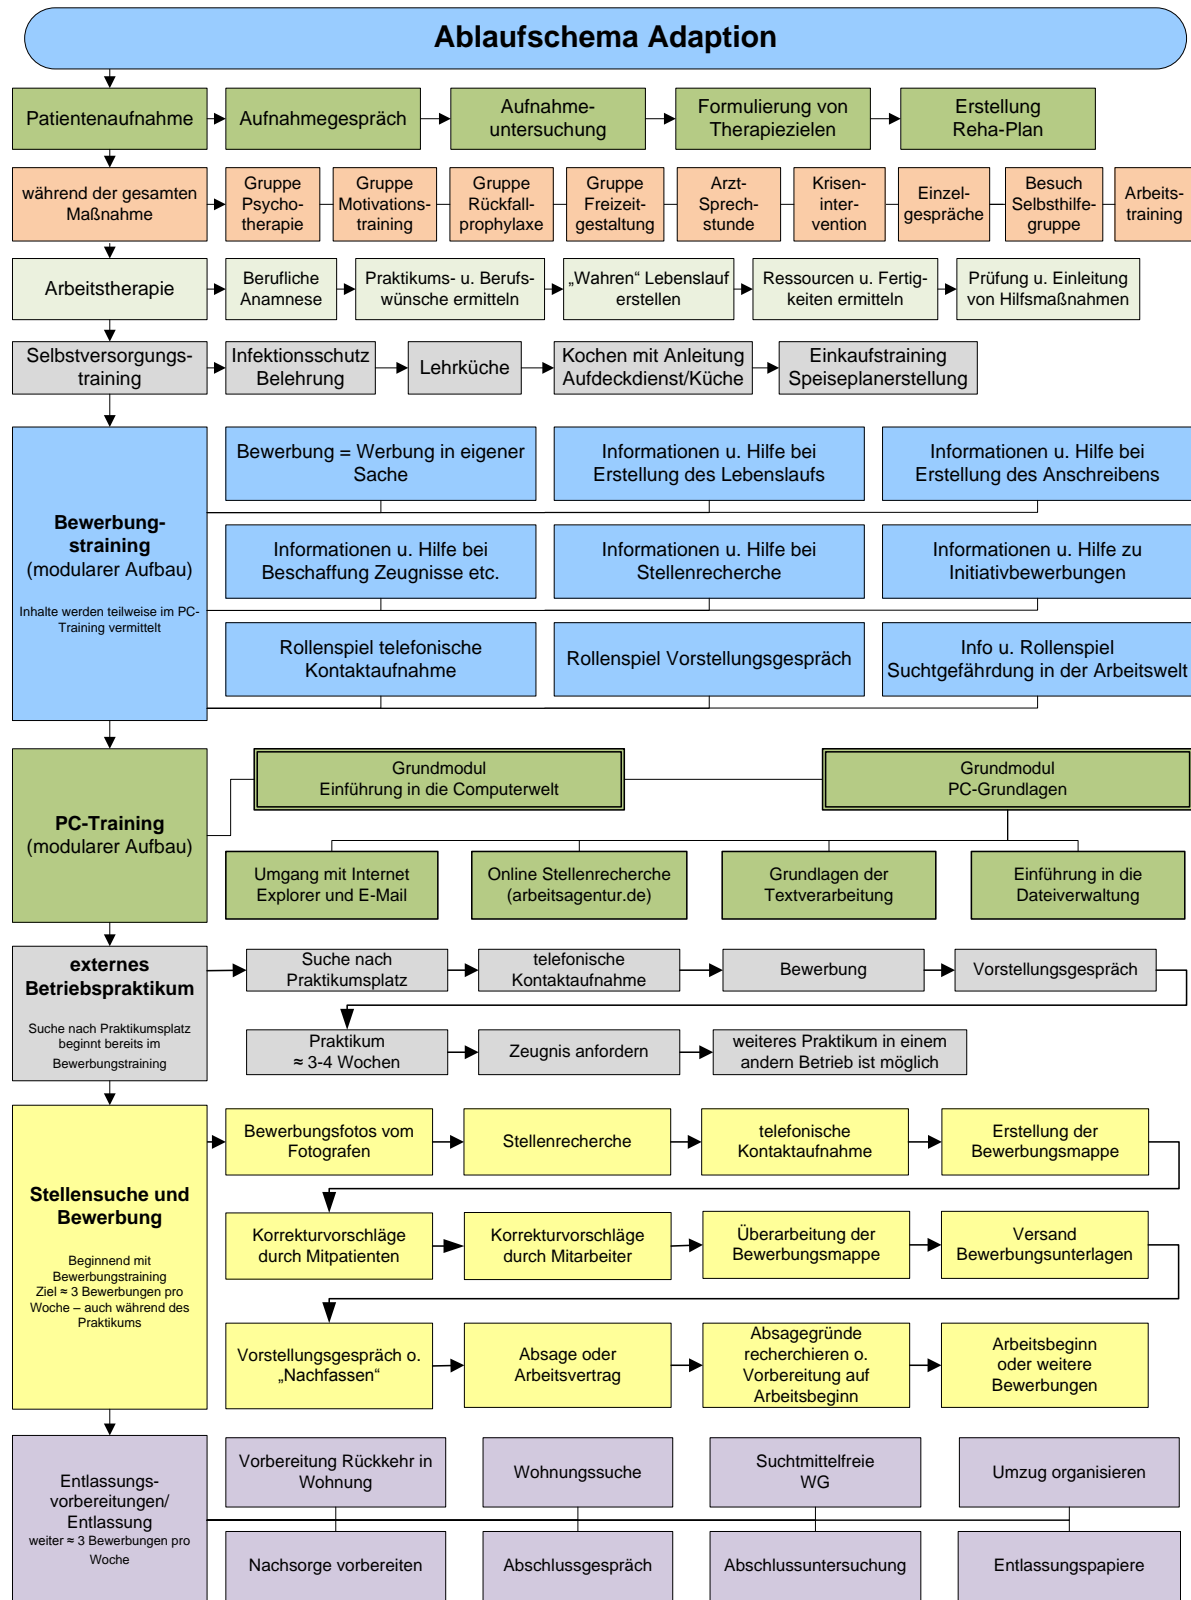 Ablaufschema Adaption
Patientenaufnahme
Aufnahmegespräch
Aufnahme-
untersuchung
Formulierung von
Therapiezielen
Erstellung
Reha-Plan
während der gesamten
Maßnahme
Gruppe
Psycho-
therapie
Gruppe
Motivations-
training
Gruppe
Rückfall-
prophylaxe
Gruppe
Freizeit-
gestaltung
Arzt-
Sprech-
stunde
Krisen-
inter-
vention
Einzel-
gespräche
Besuch
Selbsthilfe-
gruppe
Arbeits-
training
Arbeitstherapie
Berufliche
Anamnese
Praktikums- u. Berufs-
wünsche ermitteln
„Wahren” Lebenslauf
erstellen
Ressourcen u. Fertig-
keiten ermitteln
Prüfung u. Einleitung
von Hilfsmaßnahmen
Selbstversorgungs-
training
Infektionsschutz
Belehrung
Lehrküche
Kochen mit Anleitung
Aufdeckdienst/Küche
Einkaufstraining
Speiseplanerstellung
Bewerbung-
straining
(modularer Aufbau)
Inhalte werden teilweise im PC-
Training vermittelt
Bewerbung = Werbung in eigener
Sache
Informationen u. Hilfe bei
Erstellung des Lebenslaufs
Informationen u. Hilfe bei
Erstellung des Anschreibens
Informationen u. Hilfe bei
Beschaffung Zeugnisse etc.
Informationen u. Hilfe bei
Stellenrecherche
Informationen u. Hilfe zu
Initiativbewerbungen
Rollenspiel telefonische
Kontaktaufnahme
Rollenspiel Vorstellungsgespräch
Info u. Rollenspiel
Suchtgefährdung in der Arbeitswelt
PC-Training
(modularer Aufbau)
Grundmodul
Einführung in die Computerwelt
Grundmodul
PC-Grundlagen
Umgang mit Internet
Explorer und E-Mail
Online Stellenrecherche
(arbeitsagentur.de)
Grundlagen der
Textverarbeitung
Einführung in die
Dateiverwaltung
externes
Betriebspraktikum
Suche nach Praktikumsplatz
beginnt bereits im
Bewerbungstraining
Suche nach
Praktikumsplatz
telefonische
Kontaktaufnahme
Bewerbung
Vorstellungsgespräch
Praktikum
≈ 3-4 Wochen
Zeugnis anfordern
weiteres Praktikum in einem
andern Betrieb ist möglich
Stellensuche und
Bewerbung
Beginnend mit
Bewerbungstraining
Ziel ≈ 3 Bewerbungen pro
Woche – auch während des
Praktikums
Bewerbungsfotos vom
Fotografen
Stellenrecherche
telefonische
Kontaktaufnahme
Erstellung der
Bewerbungsmappe
Korrekturvorschläge
durch Mitpatienten
Korrekturvorschläge
durch Mitarbeiter
Überarbeitung der
Bewerbungsmappe
Versand
Bewerbungsunterlagen
Vorstellungsgespräch o.
„Nachfassen“
Absage oder
Arbeitsvertrag
Absagegründe
recherchieren o.
Vorbereitung auf
Arbeitsbeginn
Arbeitsbeginn
oder weitere
Bewerbungen
Entlassungs-
vorbereitungen/
Entlassung
weiter ≈ 3 Bewerbungen pro
Woche
Vorbereitung Rückkehr in
Wohnung
Wohnungssuche
Suchtmittelfreie
WG
Umzug organisieren
Nachsorge vorbereiten
Abschlussgespräch
Abschlussuntersuchung
Entlassungspapiere